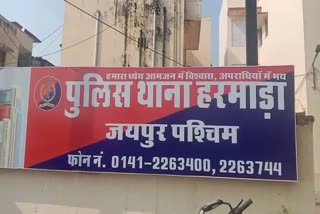 हमारा ध्येय आमजन में विश्वास, अपराधियों में भय
पुलिस थाना हरमाड़ा
जयपुर पश्चिम
फोन नं. 0141-2263400, 2263744